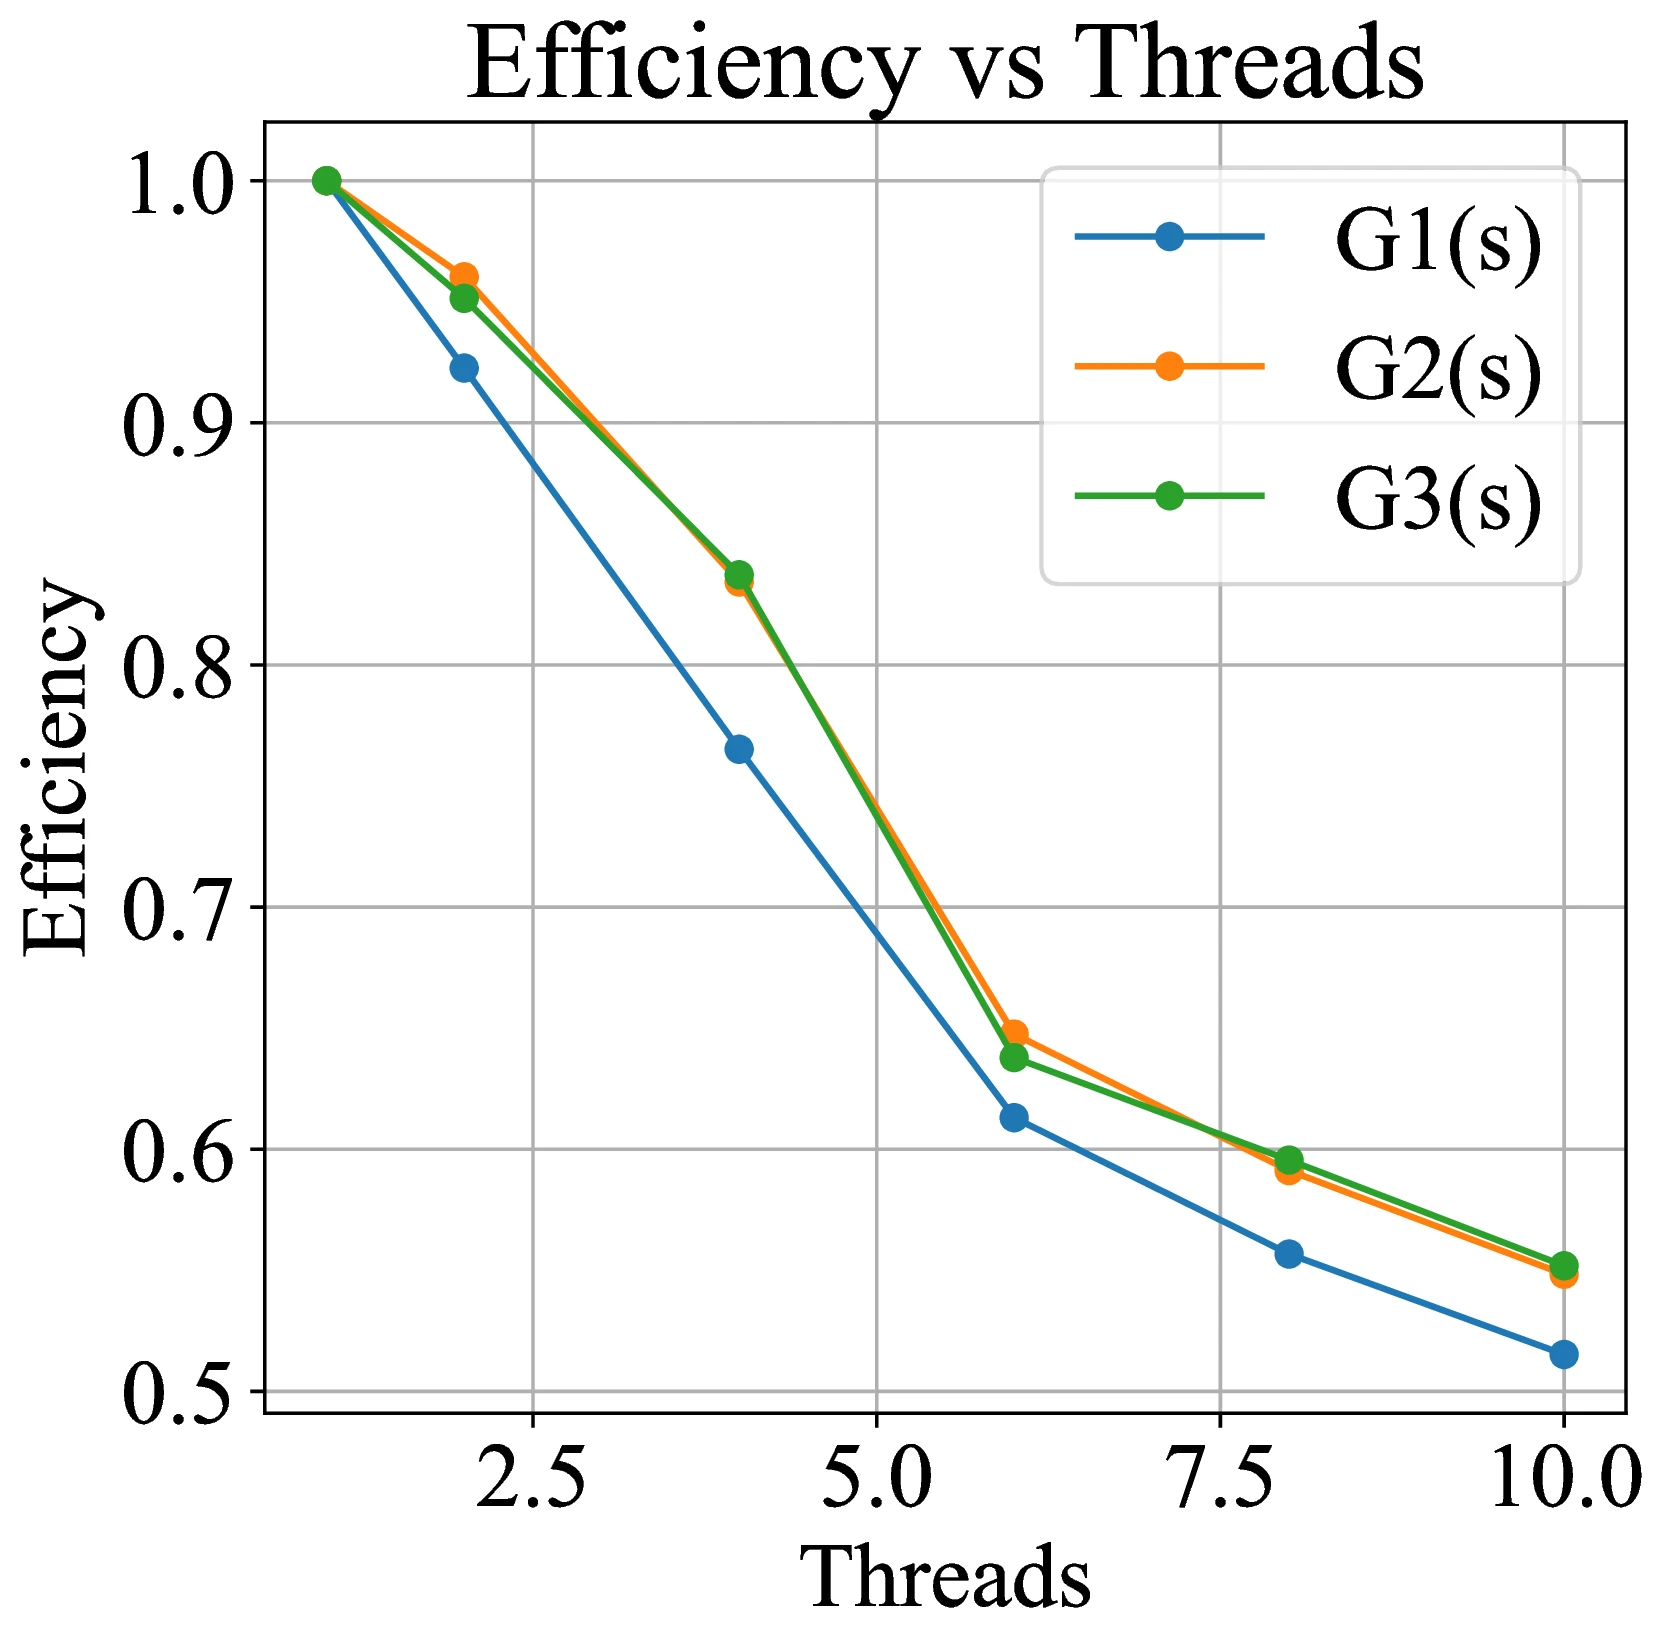 Efficiency vs Threads
1.0
0.9
0.8
0.7
0.6
0.5
Efficiency
G1(s)
G2(s)
G3(s)
2.5 5.0 7.5 10.0
Threads